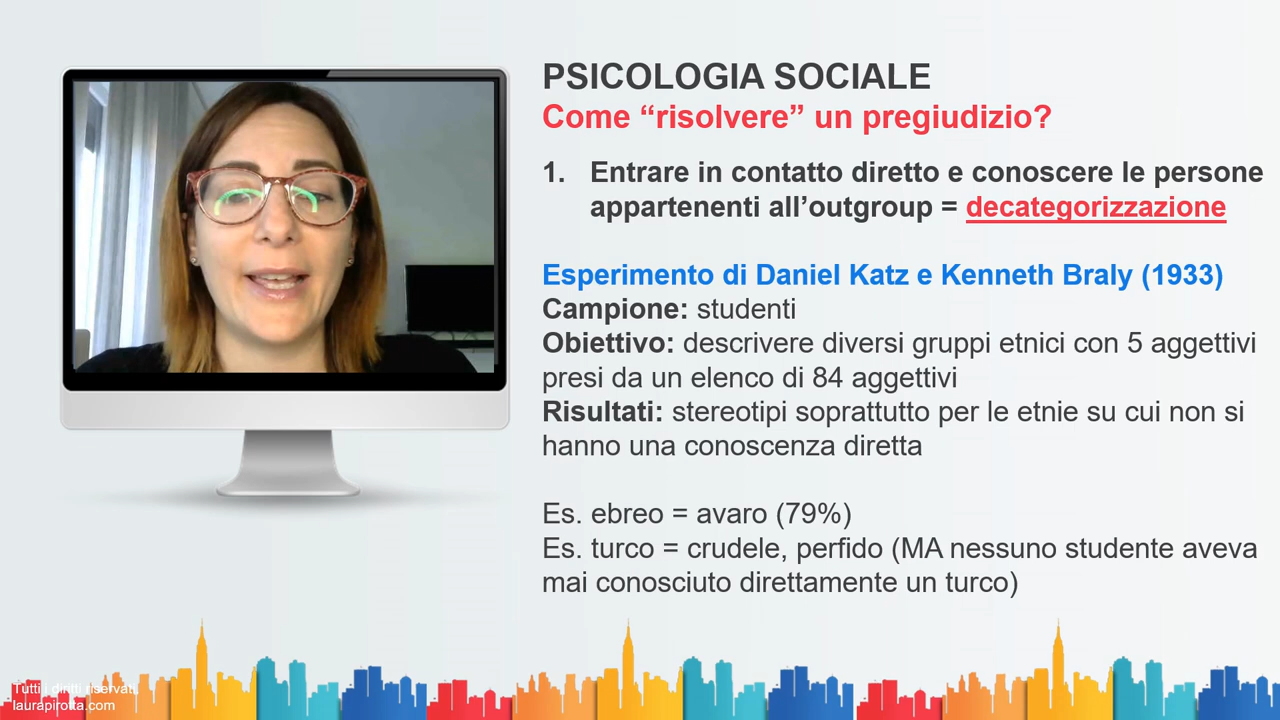 PSICOLOGIA SOCIALE
Come “risolvere” un pregiudizio?
1. Entrare in contatto diretto e conoscere le persone
appartenenti all’outgroup = decategorizzazione
Esperimento di Daniel Katz e Kenneth Braly (1933)
Campione: studenti
Obiettivo: descrivere diversi gruppi etnici con 5 aggettivi
presi da un elenco di 84 aggettivi
Risultati: stereotipi soprattutto per le etnie su cui non si
hanno una conoscenza diretta
Es. ebreo = avaro (79%)
Es. turco = crudele, perfido (MA nessuno studente aveva
mai conosciuto direttamente un turco)
Tutti i diritti riservati
laurapirotta.com